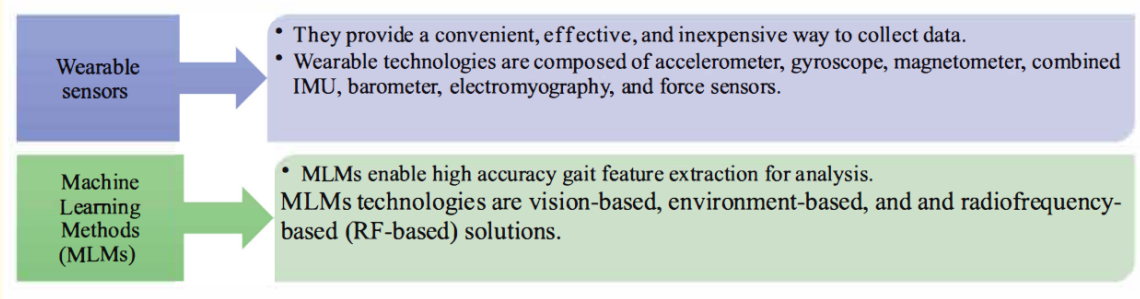 Wearable
sensors
• They provide a convenient, effective, and inexpensive way to collect data.
• Wearable technologies are composed of accelerometer, gyroscope, magnetometer, combined
IMU, barometer, electromyography, and force sensors.
Machine
Learning
Methods
(MLMs)
• MLMs enable high accuracy gait feature extraction for analysis.
MLMs technologies are vision-based, environment-based, and and radiofrequency-
based (RF-based) solutions.